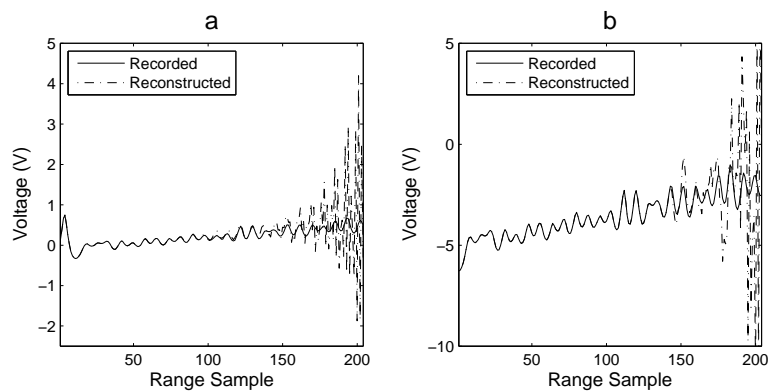 a
5
4
3
2
1
0
−1
−2
Voltage (V)
Recorded
Reconstructed
50
100
150
200
Range Sample
b
5
0
−5
−10
Voltage (V)
Recorded
Reconstructed
50
100
150
200
Range Sample